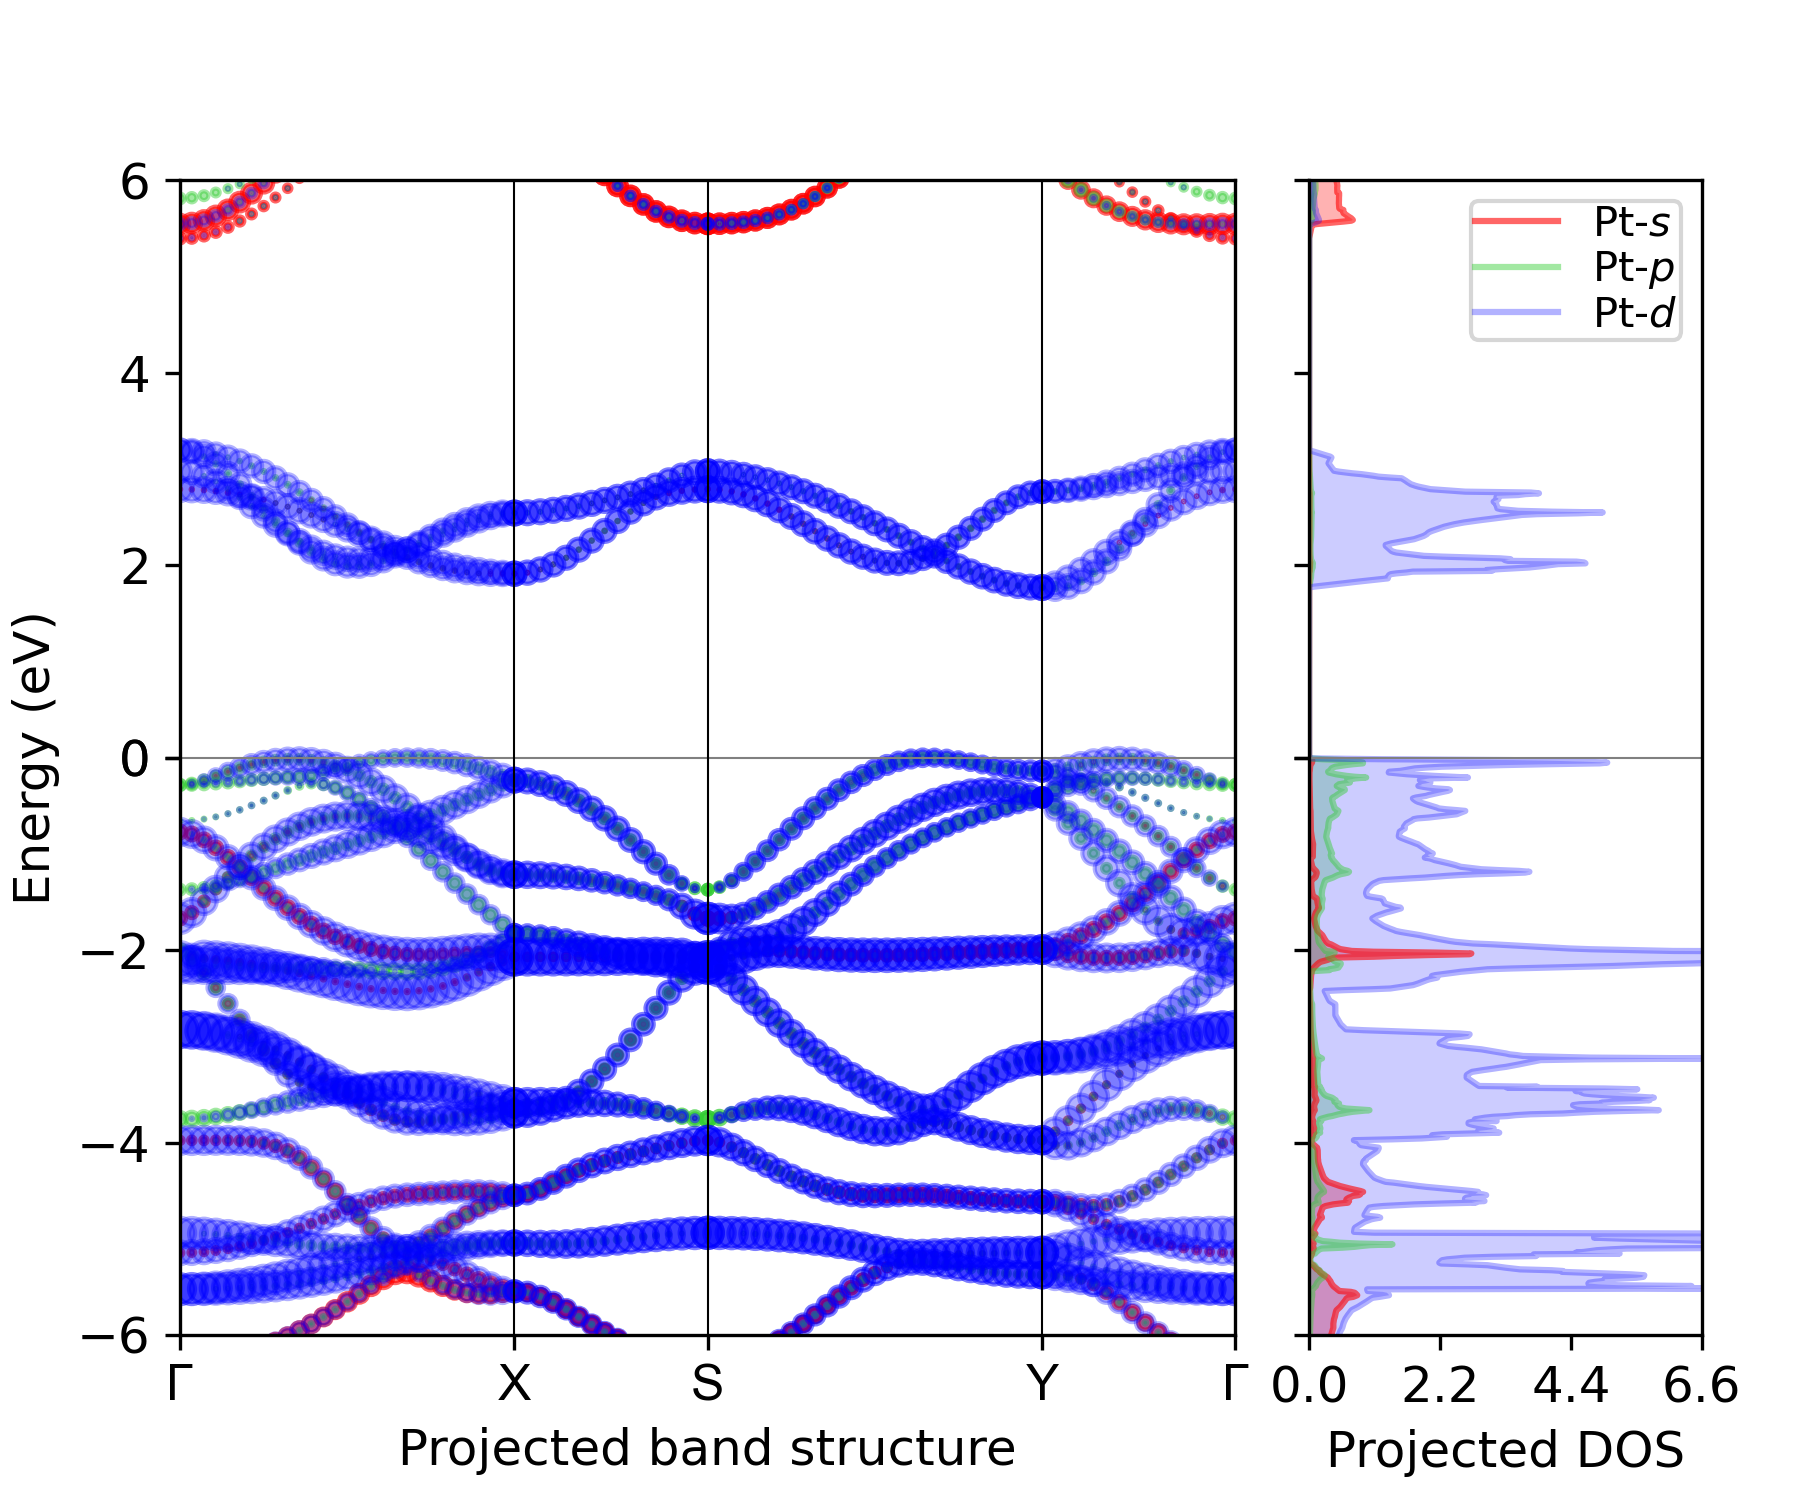 6
4
2
0
−2
−4
−6
Energy (eV)
Γ X S Y Γ
Projected band structure
Pt-s
Pt-p
Pt-d
0.0 2.2 4.4 6.6
Projected DOS